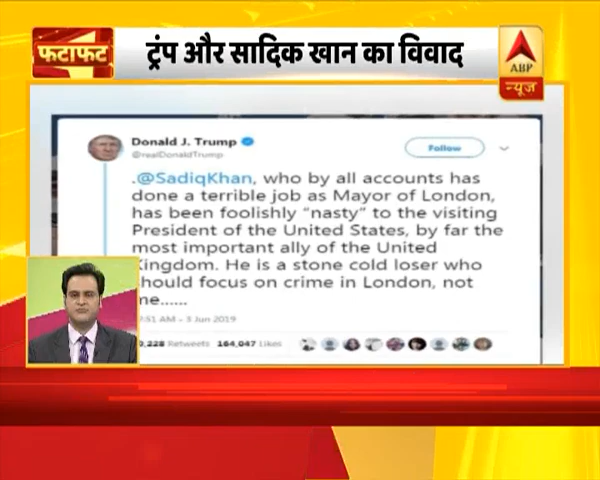 फटाफट
ट्रंप और सादिक खान का विवाद
ABP
न्यूज़
Donald J. Trump
@realDonaldTrump
Follow
.@SadiqKhan, who by all accounts has
done a terrible job as Mayor of London,
has been foolishly “nasty” to the visiting
President of the United States, by far the
most important ally of the United
Kingdom. He is a stone cold loser who
should focus on crime in London, not
me......
:51 AM - 3 Jun 2019
,228 Retweets 164,047 Likes